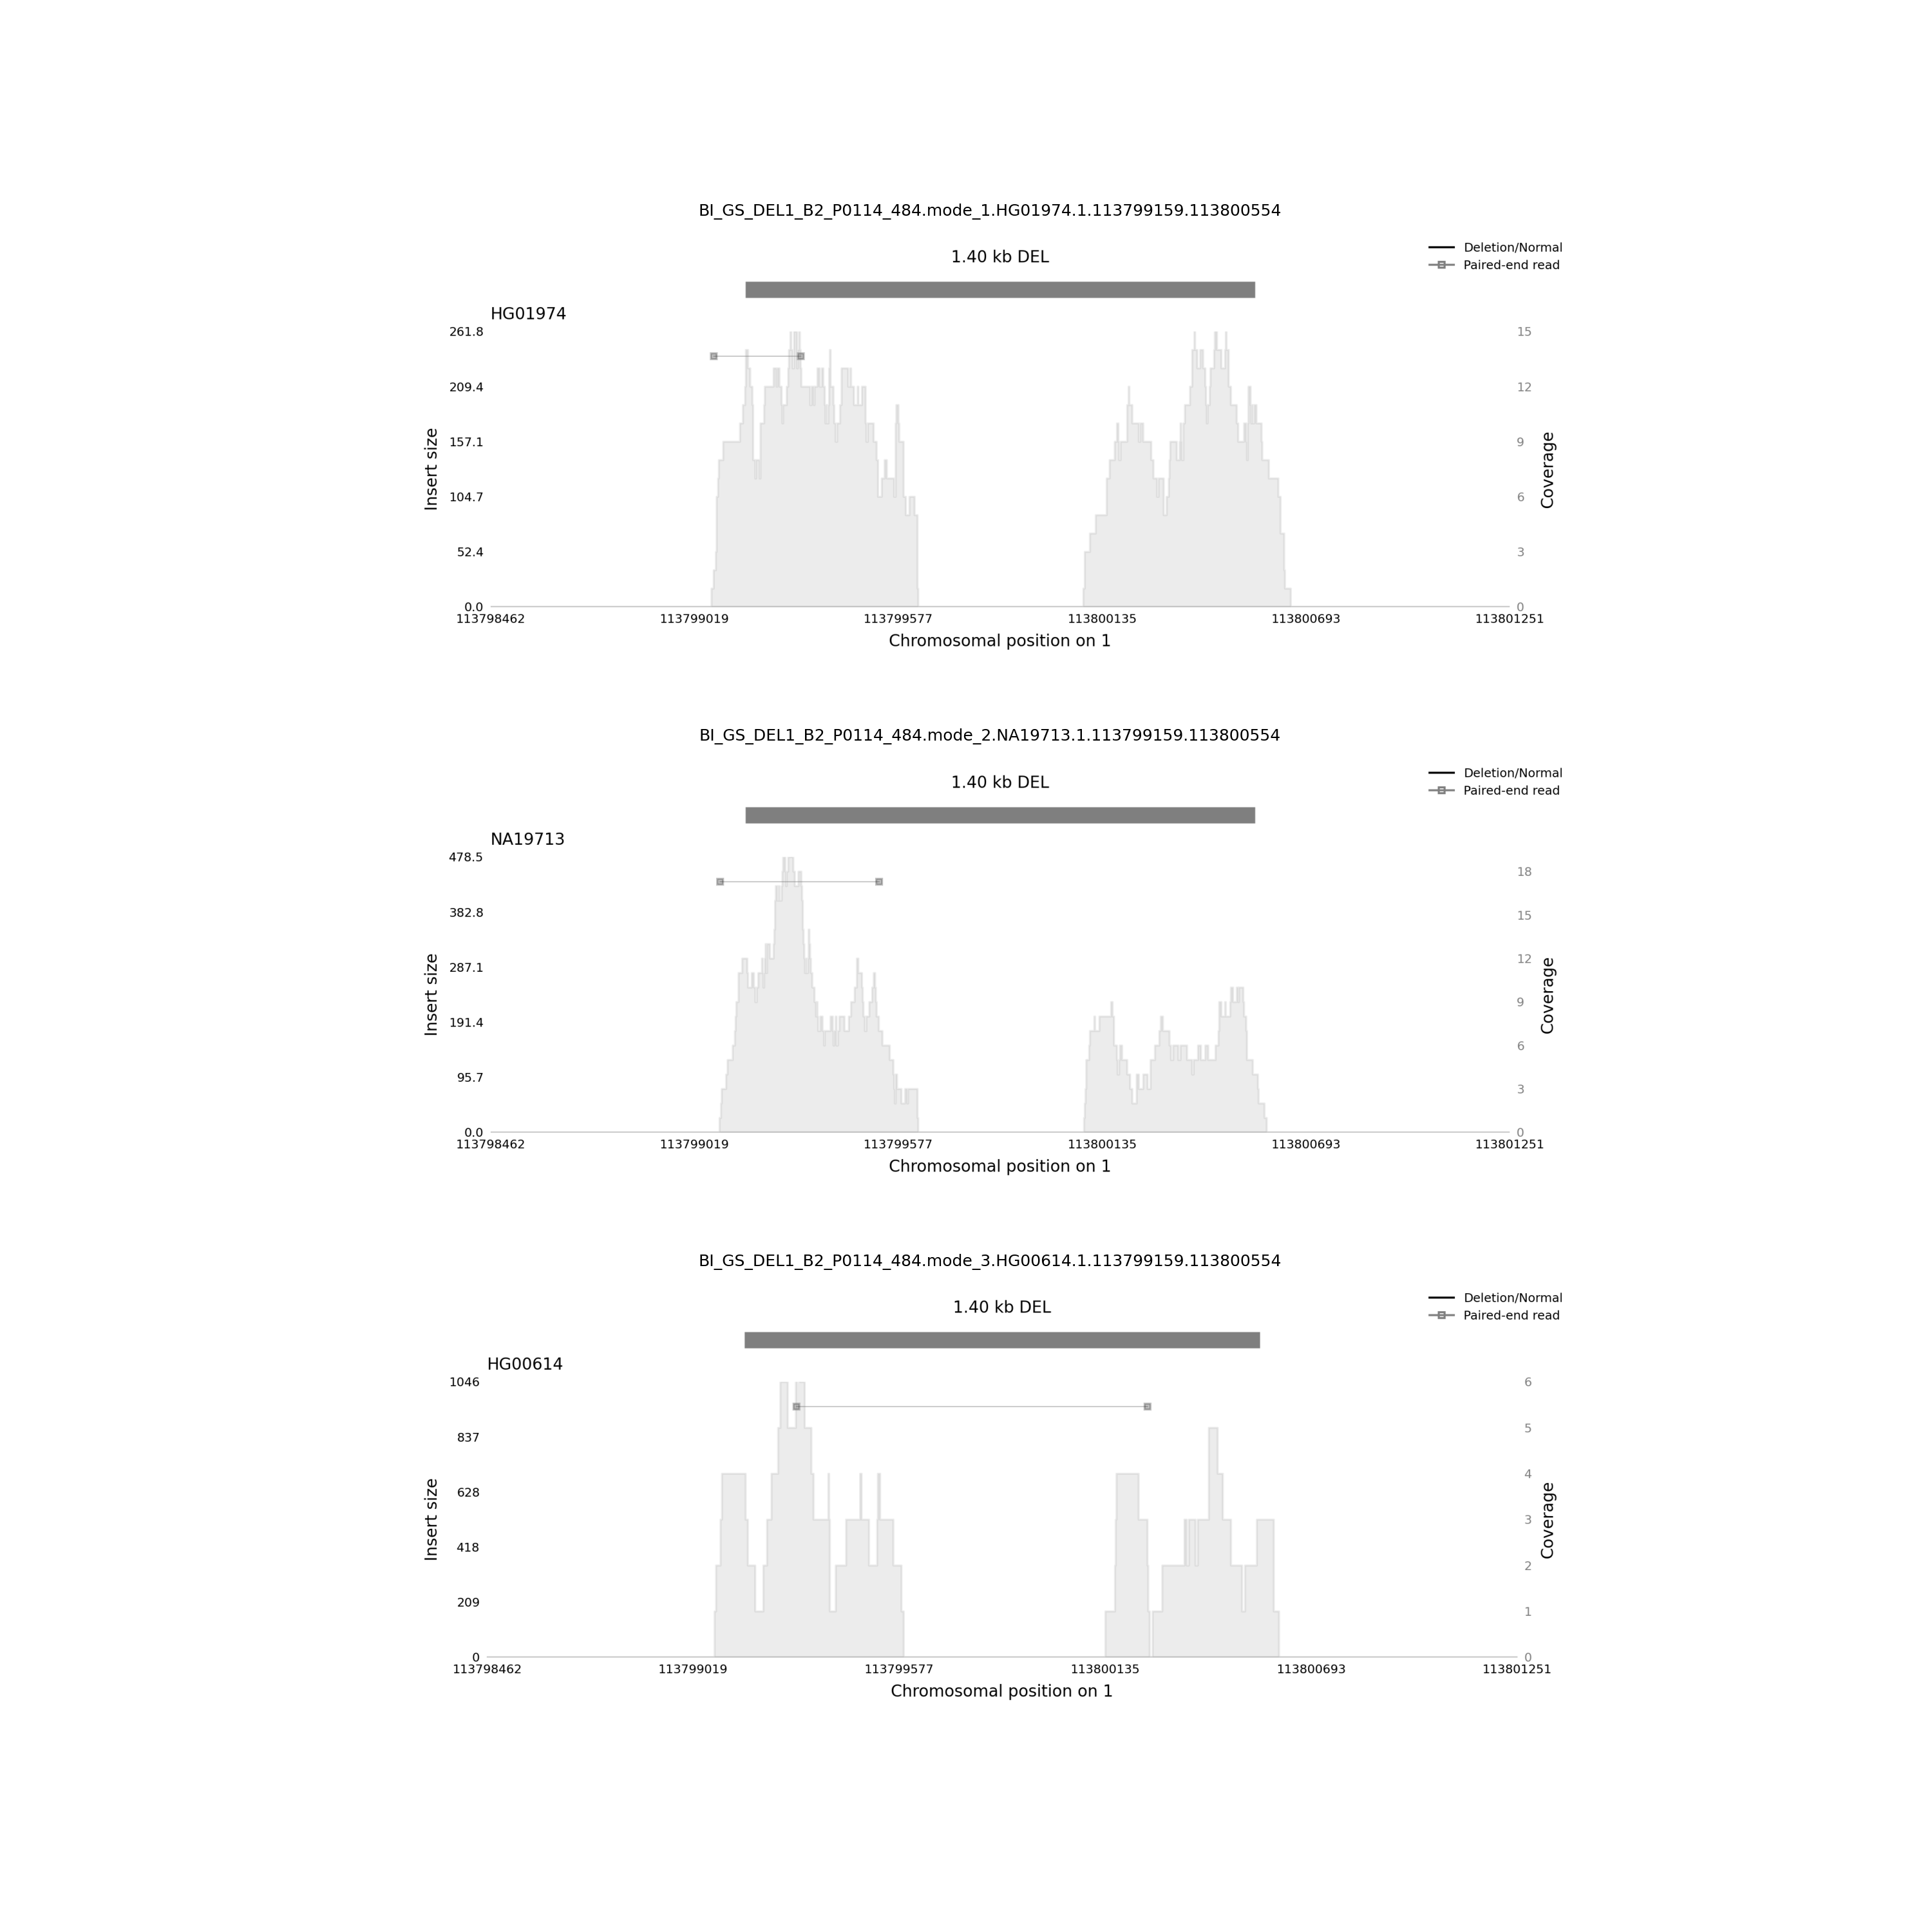 BI_GS_DEL1_B2_P0114_484.mode_1.HG01974.1.113799159.113800554
1.40 kb DEL
Deletion/Normal
Paired-end read
HG01974
261.8
209.4
157.1
104.7
52.4
0.0
Insert size
15
12
9
6
3
0
Coverage
113798462 113799019 113799577 113800135 113800693 113801251
Chromosomal position on 1
BI_GS_DEL1_B2_P0114_484.mode_2.NA19713.1.113799159.113800554
1.40 kb DEL
Deletion/Normal
Paired-end read
NA19713
478.5
382.8
287.1
191.4
95.7
0.0
Insert size
18
15
12
9
6
3
0
Coverage
113798462 113799019 113799577 113800135 113800693 113801251
Chromosomal position on 1
BI_GS_DEL1_B2_P0114_484.mode_3.HG00614.1.113799159.113800554
1.40 kb DEL
Deletion/Normal
Paired-end read
HG00614
1046
837
628
418
209
0
Insert size
6
5
4
3
2
1
0
Coverage
113798462 113799019 113799577 113800135 113800693 113801251
Chromosomal position on 1